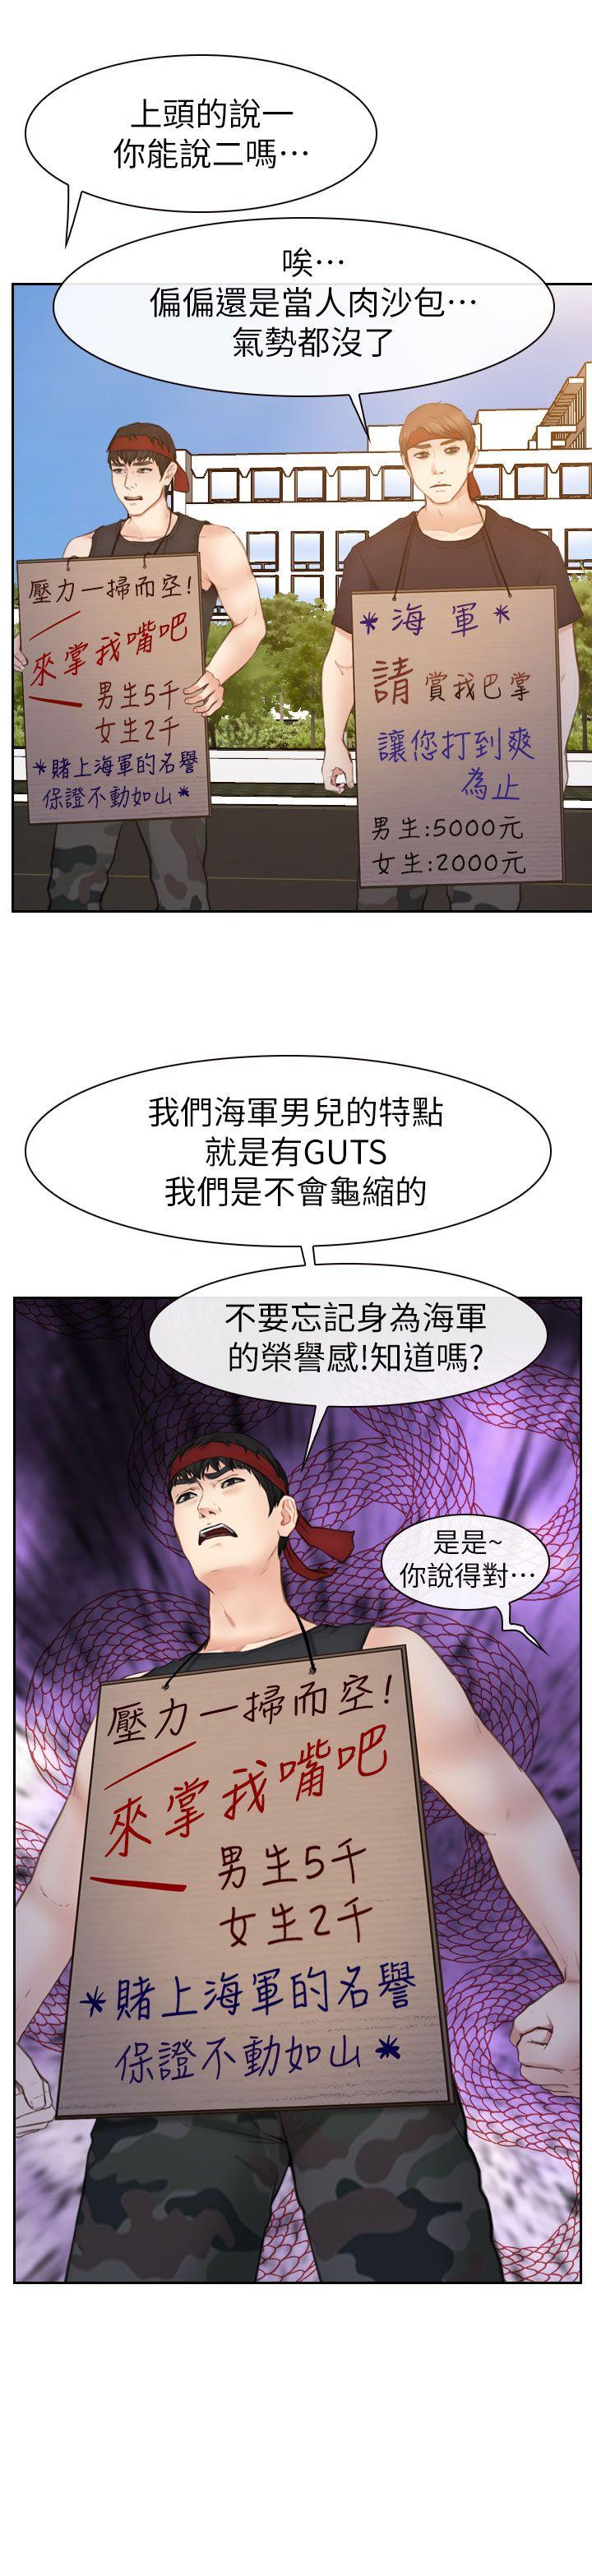 上頭的說一
你能說二嗎…
唉…
偏偏還是當人肉沙包…
氣勢都沒了
壓力一掃而空!
來掌我嘴吧
男生5千
女生2千
*賭上海軍的名譽
保證不動如山*
*海軍*
請賞我巴掌
讓您打到爽
為止
男生:5000元
女生:2000元
我們海軍男兒的特點
就是有GUTS
我們是不會龜縮的
不要忘記身為海軍
的榮譽感!知道嗎?
是是~
你說得對…
壓力一掃而空!
來掌我嘴吧
男生5千
女生2千
*賭上海軍的名譽
保證不動如山*